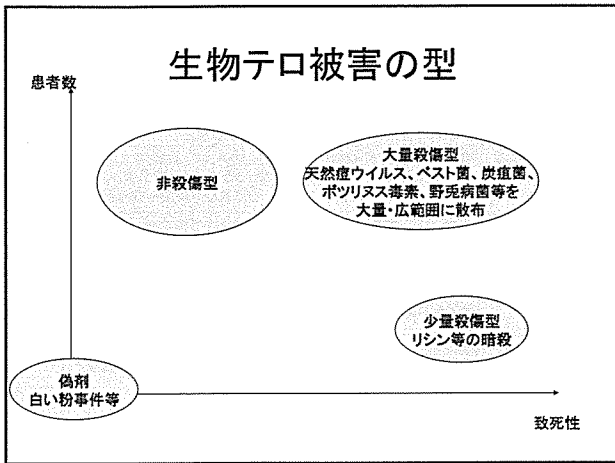 生物テロ被害の型
患者数
非殺傷型
大量殺傷型
天然痘ウイルス、ペスト菌、炭疽菌、
ボツリヌス毒素、野兎病菌等を
大量・広範囲に散布
少量殺傷型
リシン等の暗殺
偽剤
白い粉事件等
致死性